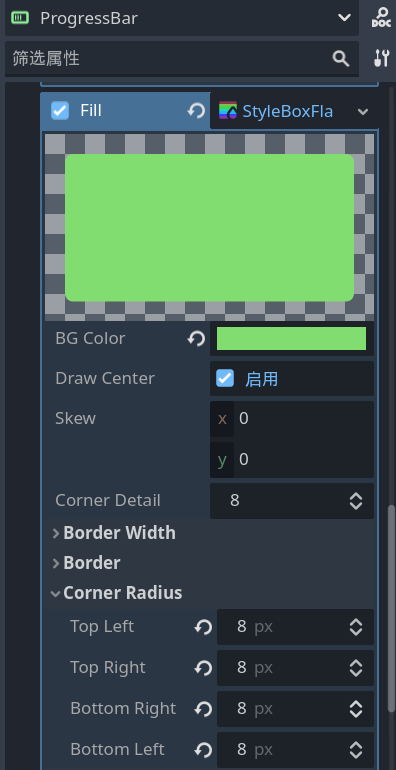 ProgressBar
DOC
筛选属性
Fill StyleBoxFla
BG Color
Draw Center 启用
Skew x 0
y 0
Corner Detail 8
Border Width
Border
Corner Radius
Top Left 8 px
Top Right 8 px
Bottom Right 8 px
Bottom Left 8 px